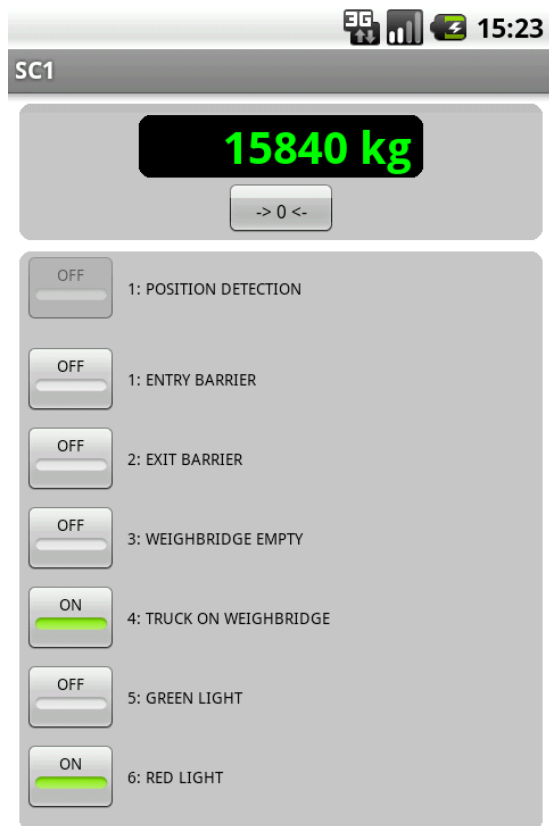 3G 15:23
SC1
15840 kg
-> 0 <-
OFF
1: POSITION DETECTION
OFF
1: ENTRY BARRIER
OFF
2: EXIT BARRIER
OFF
3: WEIGHBRIDGE EMPTY
ON
4: TRUCK ON WEIGHBRIDGE
OFF
5: GREEN LIGHT
ON
6: RED LIGHT